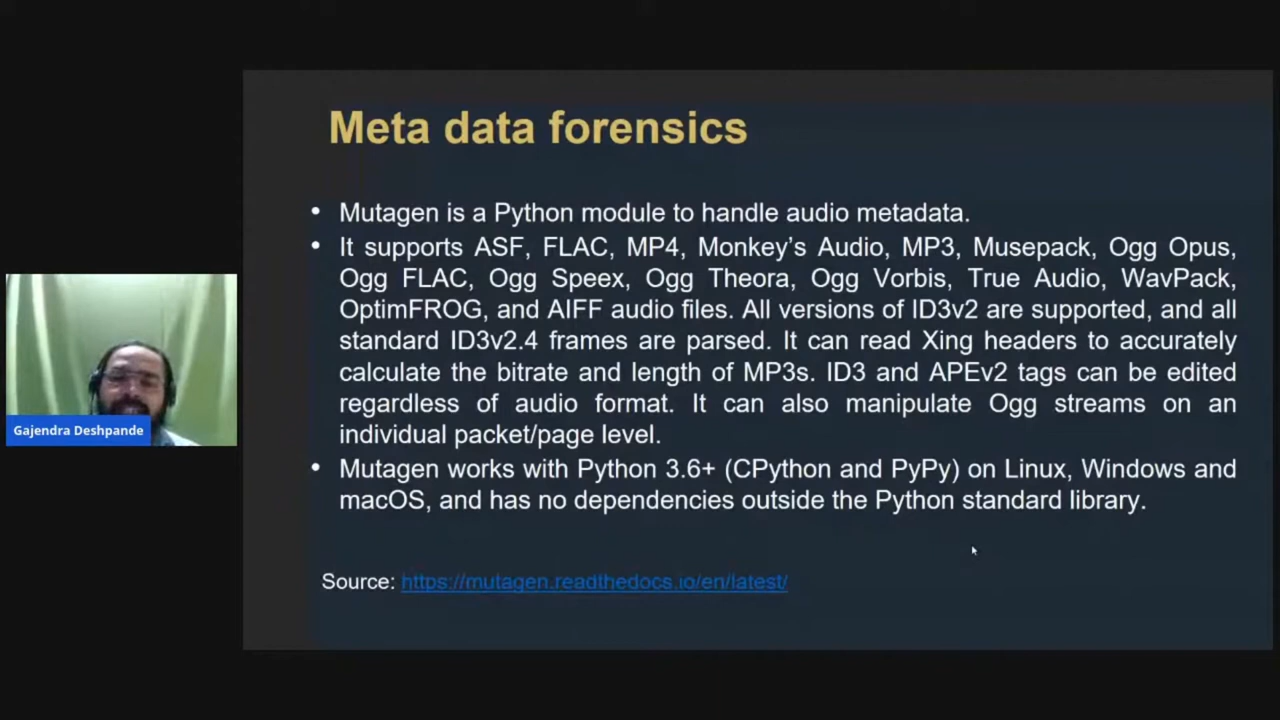 Meta data forensics
• Mutagen is a Python module to handle audio metadata.
• It supports ASF, FLAC, MP4, Monkey’s Audio, MP3, Musepack, Ogg Opus,
Ogg FLAC, Ogg Speex, Ogg Theora, Ogg Vorbis, True Audio, WavPack,
OptimFROG, and AIFF audio files. All versions of ID3v2 are supported, and all
standard ID3v2.4 frames are parsed. It can read Xing headers to accurately
calculate the bitrate and length of MP3s. ID3 and APEv2 tags can be edited
regardless of audio format. It can also manipulate Ogg streams on an
individual packet/page level.
• Mutagen works with Python 3.6+ (CPython and PyPy) on Linux, Windows and
macOS, and has no dependencies outside the Python standard library.
Source: https://mutagen.readthedocs.io/en/latest/
Gajendra Deshpande